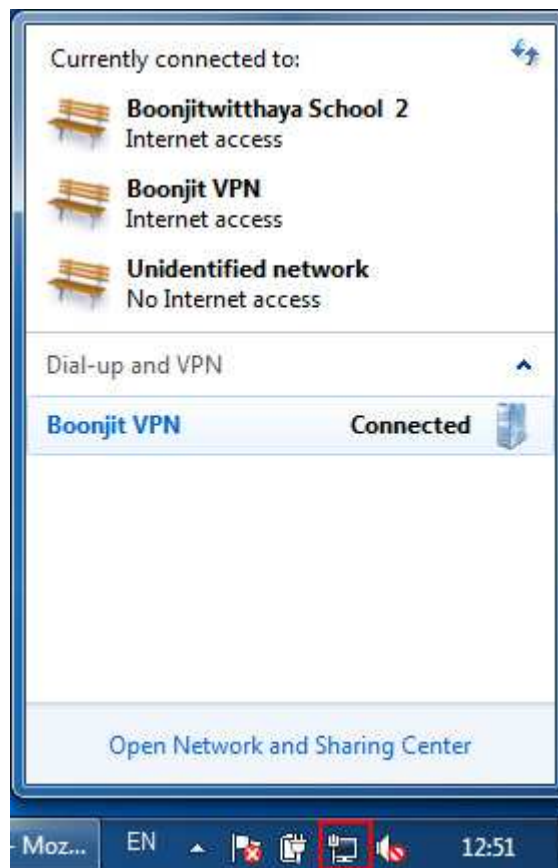 Currently connected to:
Boonjitwitthaya School 2
Internet access
Boonjit VPN
Internet access
Unidentified network
No Internet access
Dial-up and VPN
Boonjit VPN Connected
Open Network and Sharing Center
- Moz... EN 12:51